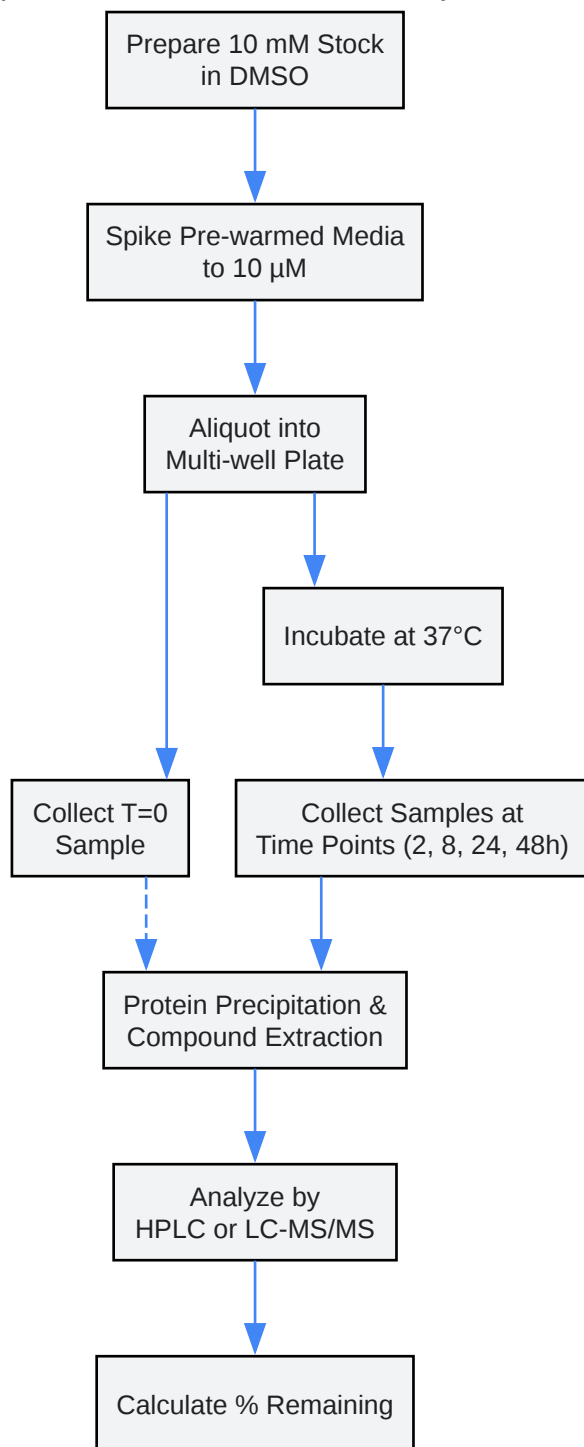 Prepare 10 mM Stock
in DMSO
Spike Pre-warmed Media
to 10 µM
Aliquot into
Multi-well Plate
Incubate at 37°C
Collect T=0
Sample
Collect Samples at
Time Points (2, 8, 24, 48h)
Protein Precipitation &
Compound Extraction
Analyze by
HPLC or LC-MS/MS
Calculate % Remaining